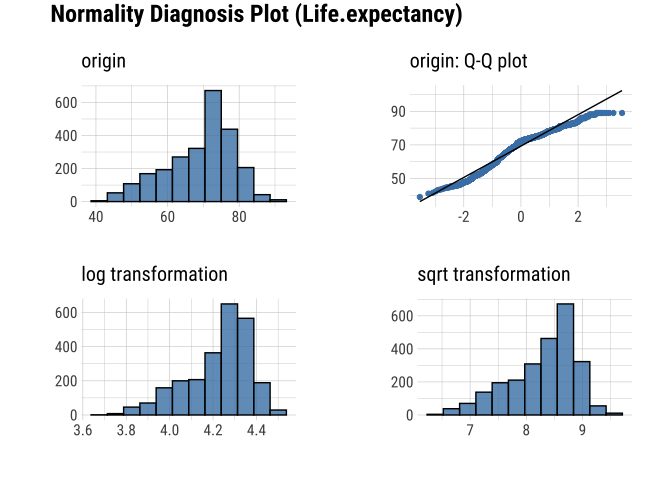 Normality Diagnosis Plot (Life.expectancy)
origin
origin: Q-Q plot
600
400
200
0
40 60 80
90
70
50
-2 0 2
log transformation
sqrt transformation
600
400
200
0
3.6 3.8 4.0 4.2 4.4
600
400
200
0
7 8 9